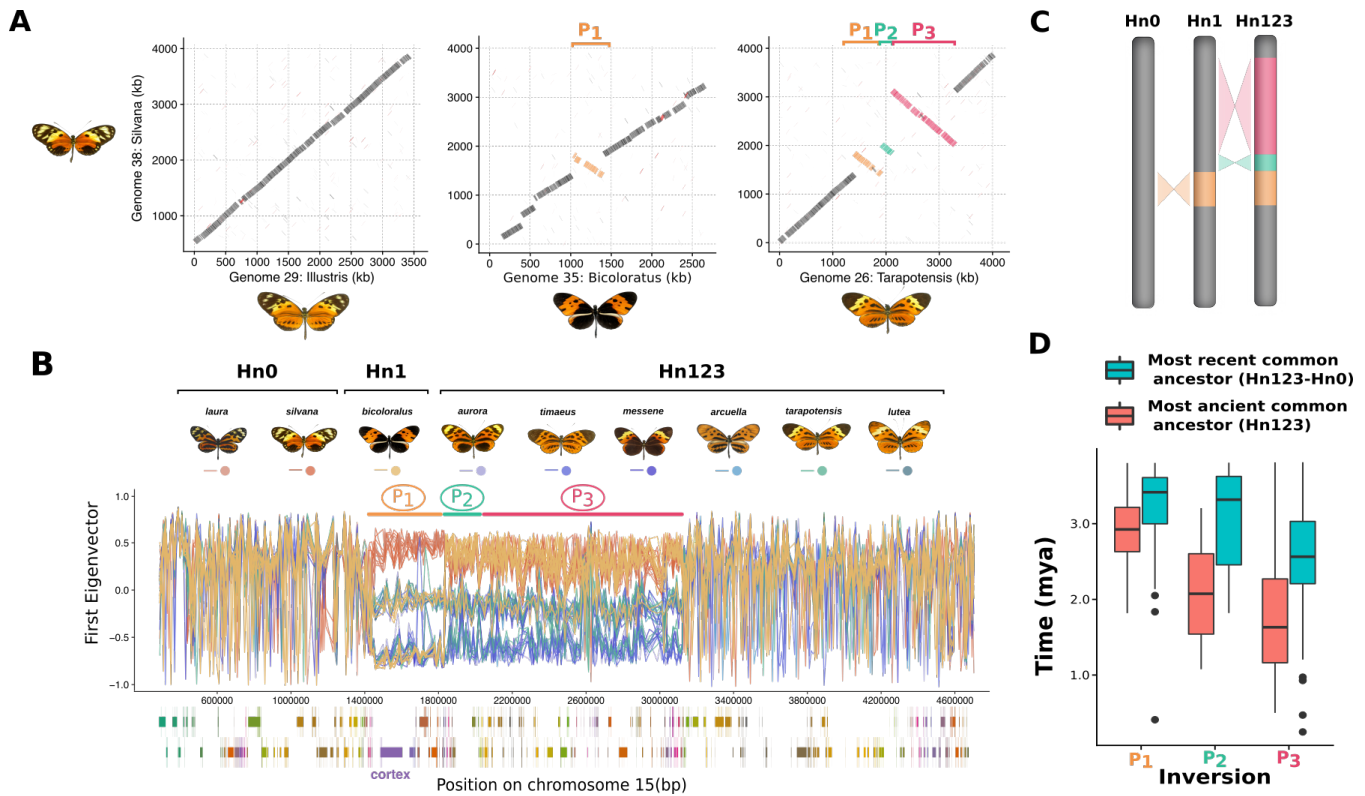 A
P1
P1 P2 P3
Genome 38: Silvana (kb)
4000
3000
2000
1000
0 500 1000 1500 2000 2500 3000 3500
Genome 29: Illustris (kb)
4000
3000
2000
1000
0
0 500 1000 1500 2000 2500
Genome 35: Bicoloratus (kb)
4000
3000
2000
1000
0
0 1000 2000 3000 4000
Genome 26: Tarapotensis (kb)
C
Hn0 Hn1 Hn123
B
Hn0 Hn1 Hn123
laura silvana bicoloralus aurora timaeus messene arcuella tarapotensis lutea
P1 P2 P3
First Eigenvector
1.0
0.5
0.0
−0.5
−1.0
600000 1000000 1400000 1800000 2200000 2600000 3000000 3400000 3800000 4200000 4600000
cortex
Position on chromosome 15(bp)
D
Most recent common
ancestor (Hn123-Hn0)
Most ancient common
ancestor (Hn123)
Time (mya)
3.0
2.0
1.0
P1 P2 P3
Inversion